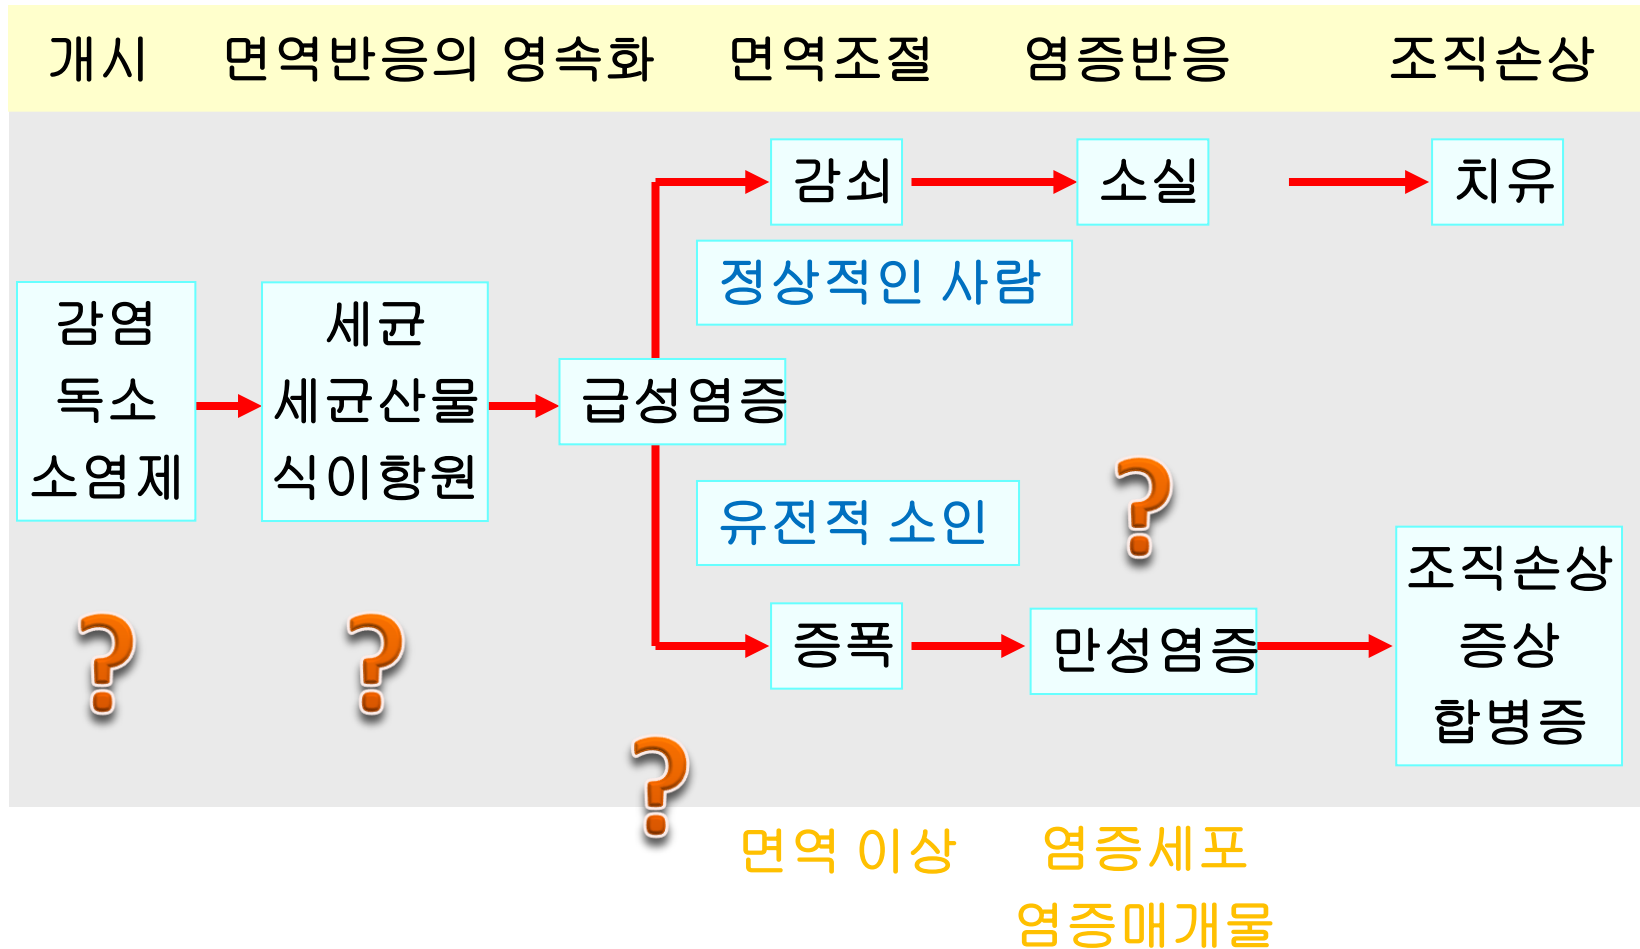 개시 면역반응의 영속화 면역조절 염증반응 조직손상
감쇠 소실 치유
정상적인 사람
감염
독소
소염제
세균
세균산물
식이항원
급성염증
유전적 소인
?
증폭
만성염증
조직손상
증상
합병증
?
?
?
면역 이상
염증세포
염증매개물